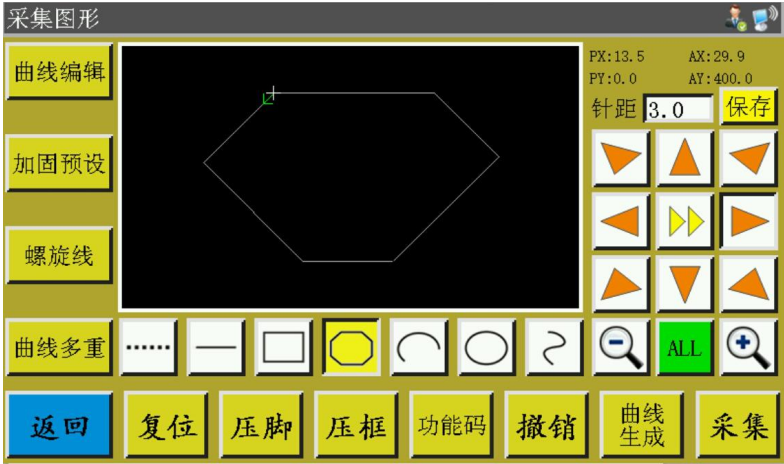 采集图形
曲线编辑
PX:13.5 AX:29.9
PY:0.0 AY:400.0
针距 3.0 保存
加固预设
螺旋线
曲线多重
ALL
返回 复位 压脚 压框 功能码 撤销 曲线 采集
生成